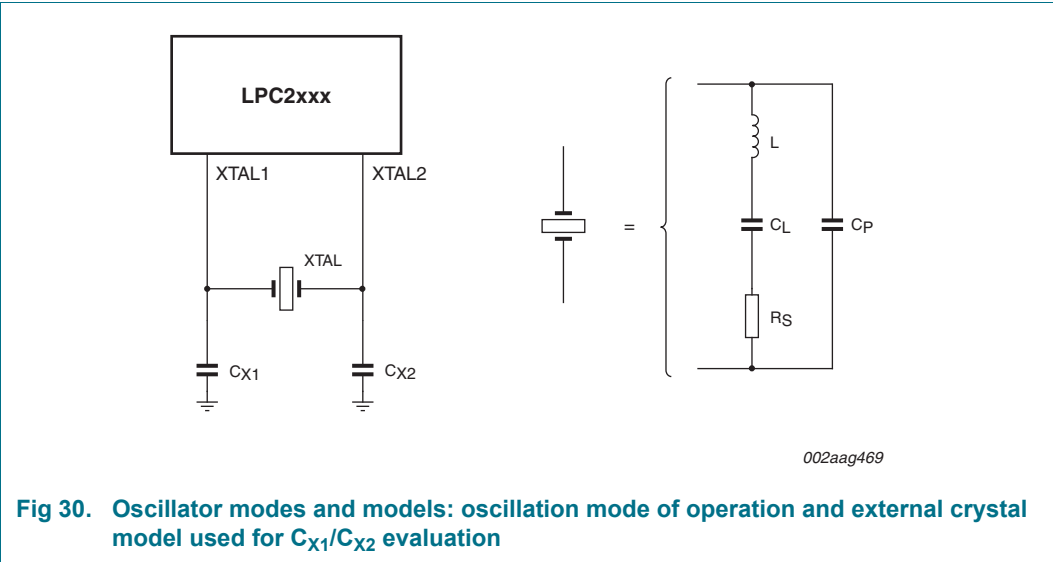 LPC2xxx
XTAL1
XTAL2
XTAL
CX1
CX2
=
L
CL
CP
RS
002aag469
Fig 30. Oscillator modes and models: oscillation mode of operation and external crystal
model used for CX1/CX2 evaluation